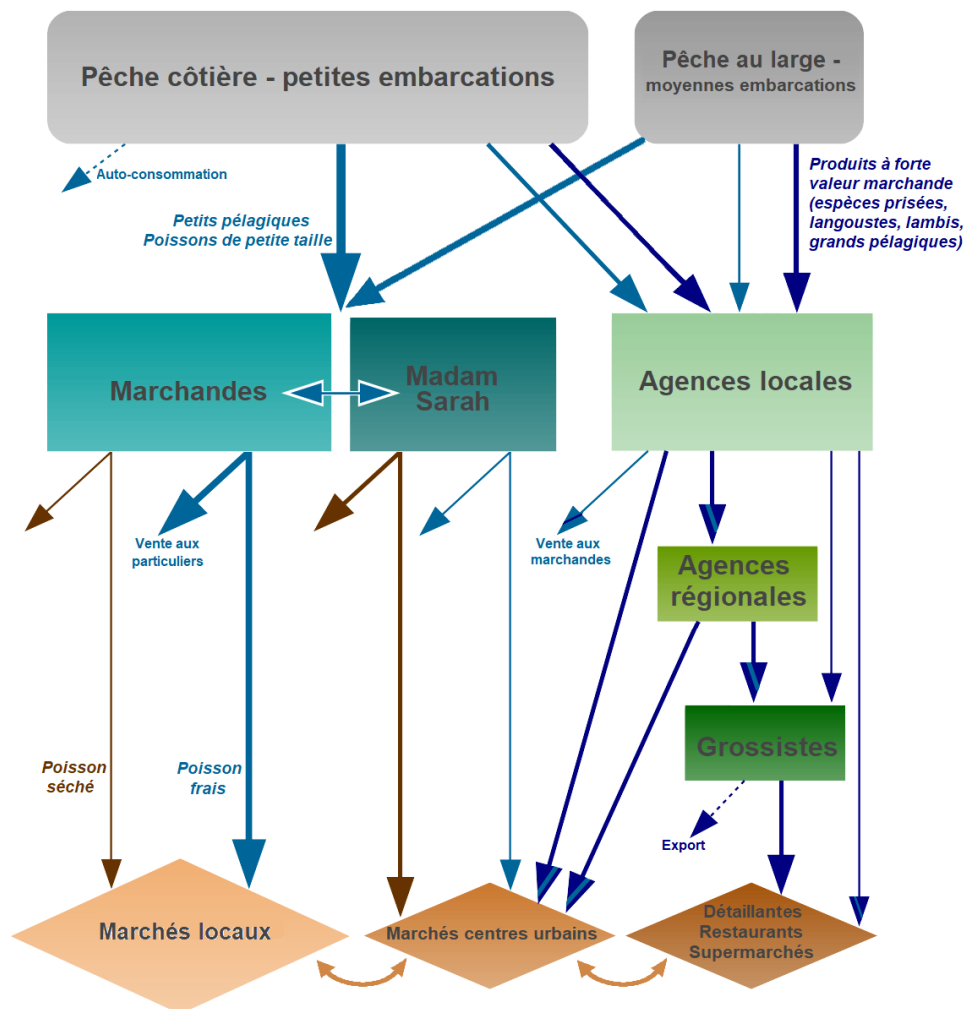 Pêche côtière - petites embarcations
Pêche au large -
moyennes embarcations
Auto-consommation
Petits pélagiques
Poissons de petite taille
Produits à forte
valeur marchande
(espèces prisées,
langoustes, lambis,
grands pélagiques)
Marchandes
Madam
Sarah
Agences locales
Vente aux
particuliers
Vente aux
marchandes
Agences
régionales
Grossistes
Poisson
séché
Poisson
frais
Export
Marchés locaux
Marchés centres urbains
Détaillantes
Restaurants
Supermarchés